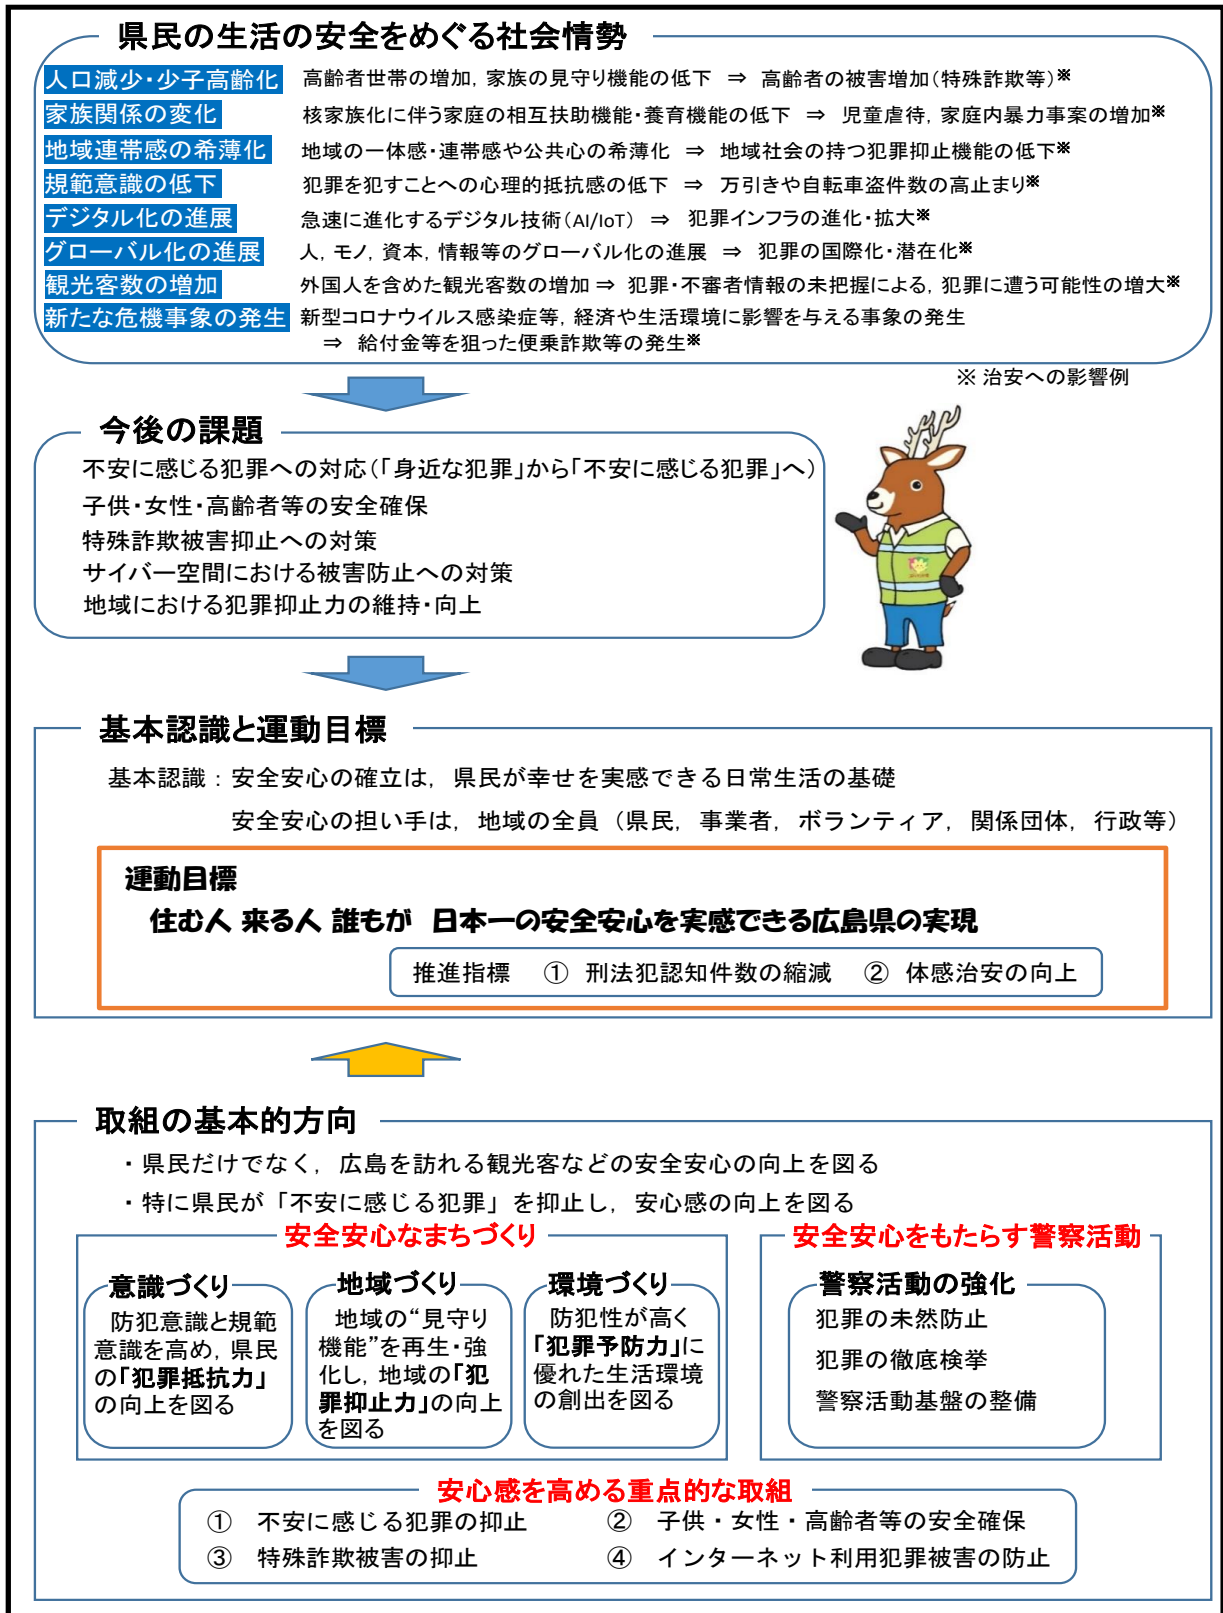 県民の生活の安全をめぐる社会情勢
人口減少・少子高齢化 高齢者世帯の増加，家族の見守り機能の低下 ⇒ 高齢者の被害増加（特殊詐欺等）※
家族関係の変化 核家族化に伴う家庭の相互扶助機能・養育機能の低下 ⇒ 児童虐待，家庭内暴力事案の増加※
地域連帯感の希薄化 地域の一体感・連帯感や公共心の希薄化 ⇒ 地域社会の持つ犯罪抑止機能の低下※
規範意識の低下 犯罪を犯すことへの心理的抵抗感の低下 ⇒ 万引きや自転車盗件数の高止まり※
デジタル化の進展 急速に進化するデジタル技術（AI/IoT） ⇒ 犯罪インフラの進化・拡大※
グローバル化の進展 人，モノ，資本，情報等のグローバル化の進展 ⇒ 犯罪の国際化・潜在化※
観光客数の増加 外国人を含めた観光客数の増加 ⇒ 犯罪・不審者情報の未把握による，犯罪に遭う可能性の増大※
新たな危機事象の発生 新型コロナウイルス感染症等，経済や生活環境に影響を与える事象の発生
⇒ 給付金等を狙った便乗詐欺等の発生※
※ 治安への影響例
今後の課題
不安に感じる犯罪への対応（「身近な犯罪」から「不安に感じる犯罪」へ）
子供・女性・高齢者等の安全確保
特殊詐欺被害抑止への対策
サイバー空間における被害防止への対策
地域における犯罪抑止力の維持・向上
基本認識と運動目標
基本認識：安全安心の確立は，県民が幸せを実感できる日常生活の基礎
安全安心の担い手は，地域の全員（県民，事業者，ボランティア，関係団体，行政等）
運動目標
住む人 来る人 誰もが 日本一の安全安心を実感できる広島県の実現
推進指標 ① 刑法犯認知件数の縮減 ② 体感治安の向上
取組の基本的方向
・県民だけでなく，広島を訪れる観光客などの安全安心の向上を図る
・特に県民が「不安に感じる犯罪」を抑止し，安心感の向上を図る
安全安心なまちづくり
意識づくり
防犯意識と規範
意識を高め，県民
の「犯罪抵抗力」
の向上を図る
地域づくり
地域の“見守り
機能”を再生・強
化し，地域の「犯
罪抑止力」の向上
を図る
環境づくり
防犯性が高く
「犯罪予防力」に
優れた生活環境
の創出を図る
安全安心をもたらす警察活動
警察活動の強化
犯罪の未然防止
犯罪の徹底検挙
警察活動基盤の整備
安心感を高める重点的な取組
① 不安に感じる犯罪の抑止 ② 子供・女性・高齢者等の安全確保
③ 特殊詐欺被害の抑止 ④ インターネット利用犯罪被害の防止